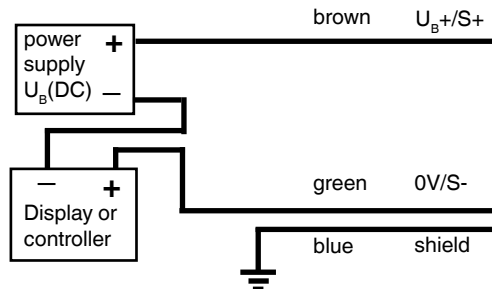 brown U_B+/S+
power +
supply
U_B(DC) –
– +
Display or
controller
green 0V/S-
blue shield